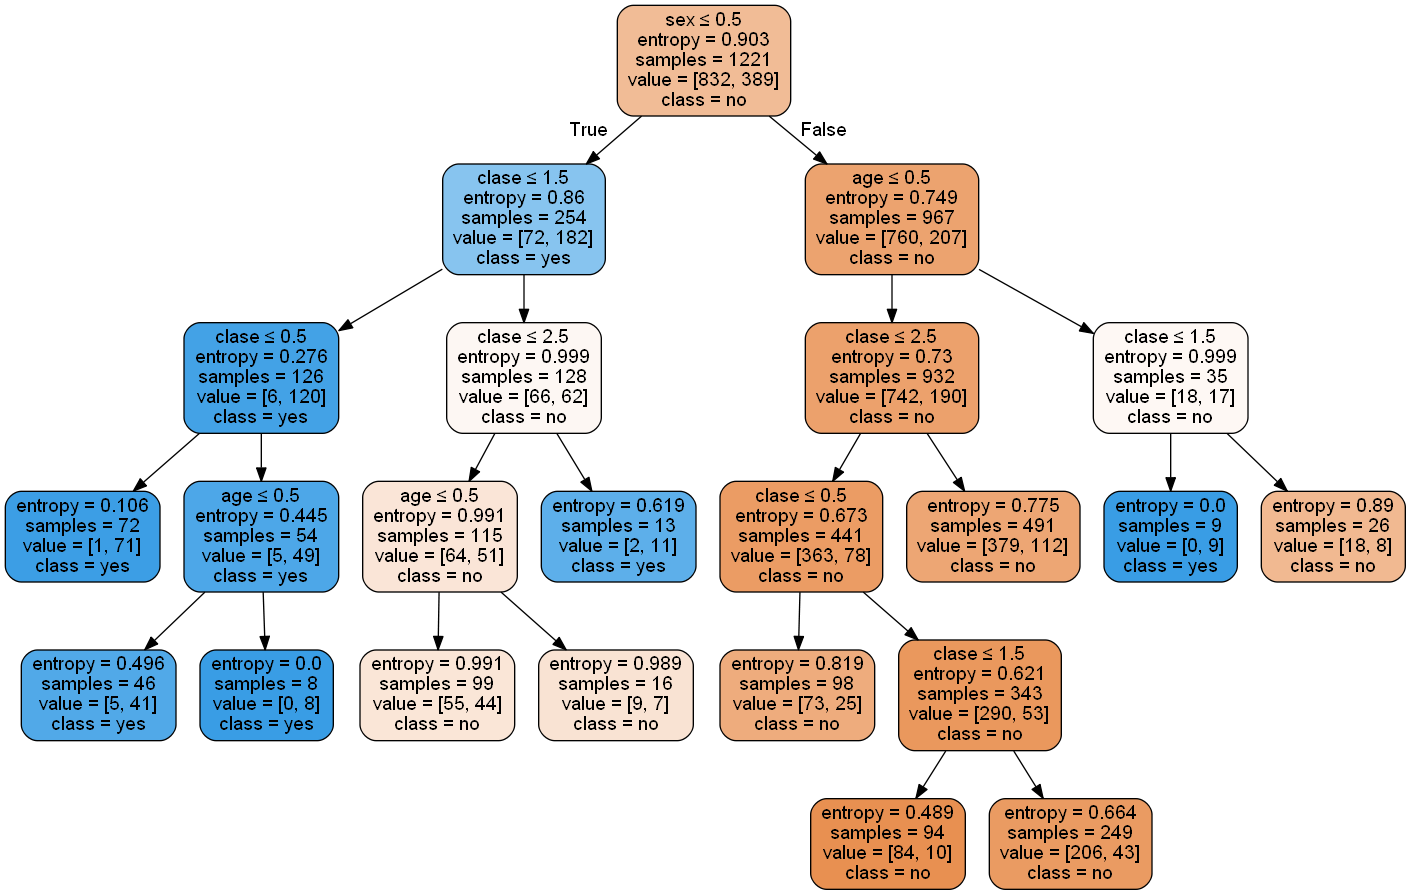 sex ≤ 0.5
entropy = 0.903
samples = 1221
value = [832, 389]
class = no
True
False
clase ≤ 1.5
entropy = 0.86
samples = 254
value = [72, 182]
class = yes
age ≤ 0.5
entropy = 0.749
samples = 967
value = [760, 207]
class = no
clase ≤ 0.5
entropy = 0.276
samples = 126
value = [6, 120]
class = yes
clase ≤ 2.5
entropy = 0.999
samples = 128
value = [66, 62]
class = no
clase ≤ 2.5
entropy = 0.73
samples = 932
value = [742, 190]
class = no
clase ≤ 1.5
entropy = 0.999
samples = 35
value = [18, 17]
class = no
entropy = 0.106
samples = 72
value = [1, 71]
class = yes
age ≤ 0.5
entropy = 0.445
samples = 54
value = [5, 49]
class = yes
age ≤ 0.5
entropy = 0.991
samples = 115
value = [64, 51]
class = no
entropy = 0.619
samples = 13
value = [2, 11]
class = yes
clase ≤ 0.5
entropy = 0.673
samples = 441
value = [363, 78]
class = no
entropy = 0.775
samples = 491
value = [379, 112]
class = no
entropy = 0.0
samples = 9
value = [0, 9]
class = yes
entropy = 0.89
samples = 26
value = [18, 8]
class = no
entropy = 0.496
samples = 46
value = [5, 41]
class = yes
entropy = 0.0
samples = 8
value = [0, 8]
class = yes
entropy = 0.991
samples = 99
value = [55, 44]
class = no
entropy = 0.989
samples = 16
value = [9, 7]
class = no
entropy = 0.819
samples = 98
value = [73, 25]
class = no
clase ≤ 1.5
entropy = 0.621
samples = 343
value = [290, 53]
class = no
entropy = 0.489
samples = 94
value = [84, 10]
class = no
entropy = 0.664
samples = 249
value = [206, 43]
class = no